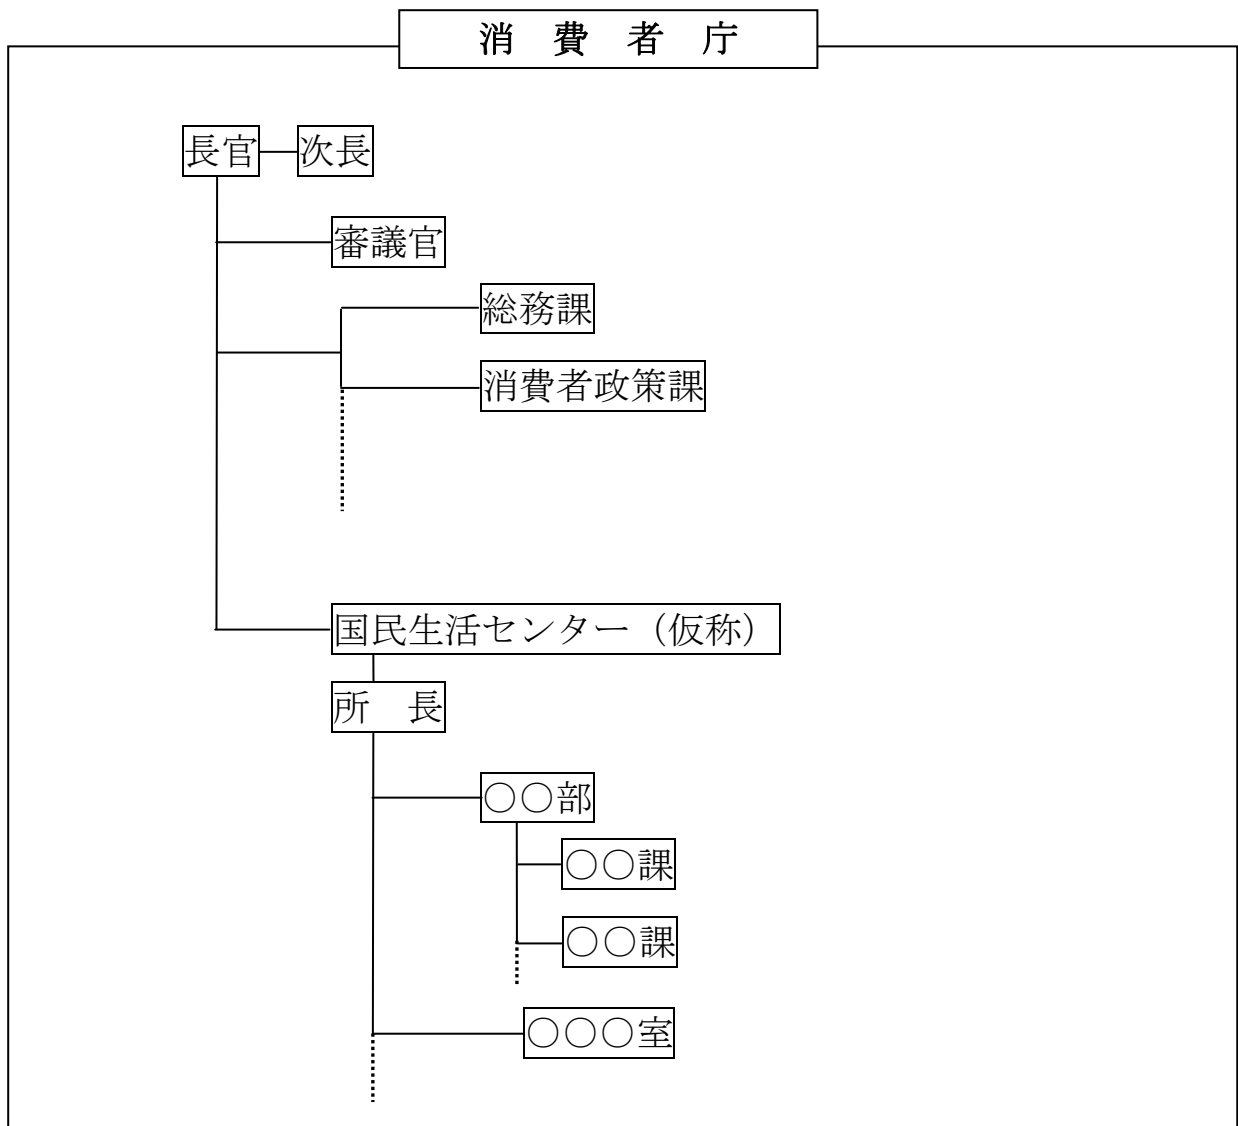 消　費　者　庁
長官　次長
審議官
総務課
消費者政策課
国民生活センター（仮称）
所　長
○○部
○○課
○○課
○○○室